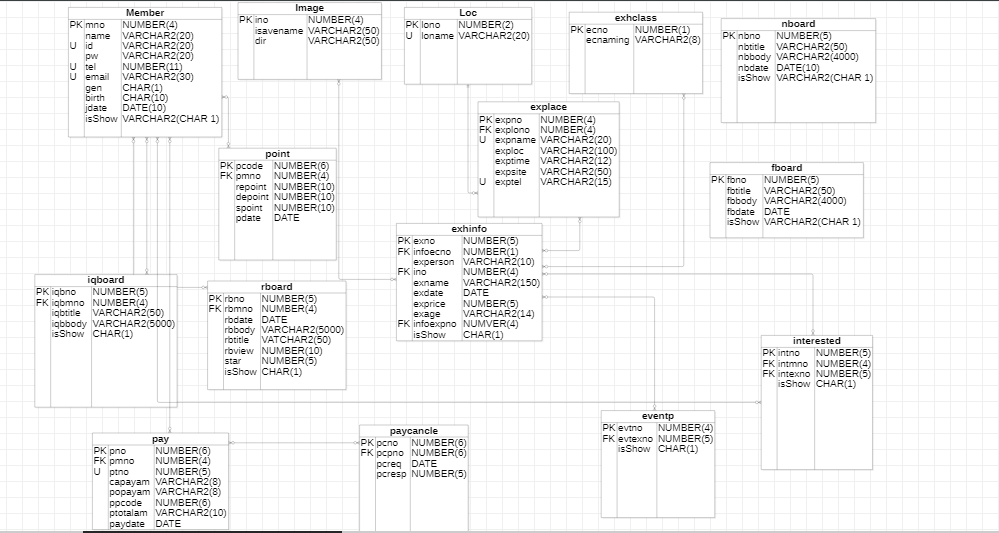 Member
PK mno NUMBER(4)
name VARCHAR2(20)
U id VARCHAR2(20)
pw VARCHAR2(20)
U tel NUMBER(11)
U email VARCHAR2(30)
gen CHAR(1)
birth CHAR(10)
jdate DATE(10)
isShow VARCHAR2(CHAR 1)
Image
PK ino NUMBER(4)
isavename VARCHAR2(50)
dir VARCHAR2(50)
Loc
PK lono NUMBER(2)
U loname VARCHAR2(20)
exhclass
PK ecno NUMBER(1)
ecnaming VARCHAR2(8)
nboard
PK nbno NUMBER(5)
nbtitle VARCHAR2(50)
nbbody VARCHAR2(4000)
nbdate DATE(10)
isShow VARCHAR2(CHAR 1)
explace
PK expno NUMBER(4)
FK explono NUMBER(4)
U expname VARCHAR2(20)
exploc VARCHAR2(100)
exptime VARCHAR2(12)
expsite VARCHAR2(50)
U exptel VARCHAR2(15)
point
PK pcode NUMBER(6)
FK pmno NUMBER(4)
repoint NUMBER(10)
depoint NUMBER(10)
spoint NUMBER(10)
pdate DATE
fboard
PK fbno NUMBER(5)
fbtitle VARCHAR2(50)
fbbody VARCHAR2(4000)
fbdate DATE
isShow VARCHAR2(CHAR 1)
exhinfo
PK exno NUMBER(5)
FK infoecno NUMBER(1)
experson VARCHAR2(10)
FK ino NUMBER(4)
exname VARCHAR2(150)
exdate DATE
exprice NUMBER(5)
exage VARCHAR2(14)
FK infoexpno NUMVER(4)
isShow CHAR(1)
iqboard
PK iqbno NUMBER(5)
FK iqbmno NUMBER(4)
iqbtitle VARCHAR2(50)
iqbbody VARCHAR2(5000)
isShow CHAR(1)
rboard
PK rbno NUMBER(5)
FK rbmno NUMBER(4)
rbdate DATE
rbbody VARCHAR2(5000)
rbtitle VATCHAR2(50)
rbview NUMBER(10)
star NUMBER(5)
isShow CHAR(1)
interested
PK intno NUMBER(5)
FK intmno NUMBER(4)
FK intexno NUMBER(5)
isShow CHAR(1)
eventp
PK evtno NUMBER(4)
FK evtexno NUMBER(5)
isShow CHAR(1)
pay
PK pno NUMBER(6)
FK pmno NUMBER(4)
U ptno NUMBER(5)
capayam VARCHAR2(8)
popayam VARCHAR2(8)
ppcode NUMBER(6)
ptotalam VARCHAR2(10)
paydate DATE
paycancle
PK pcno NUMBER(6)
FK pcpno NUMBER(6)
pcreq DATE
pcresp NUMBER(5)